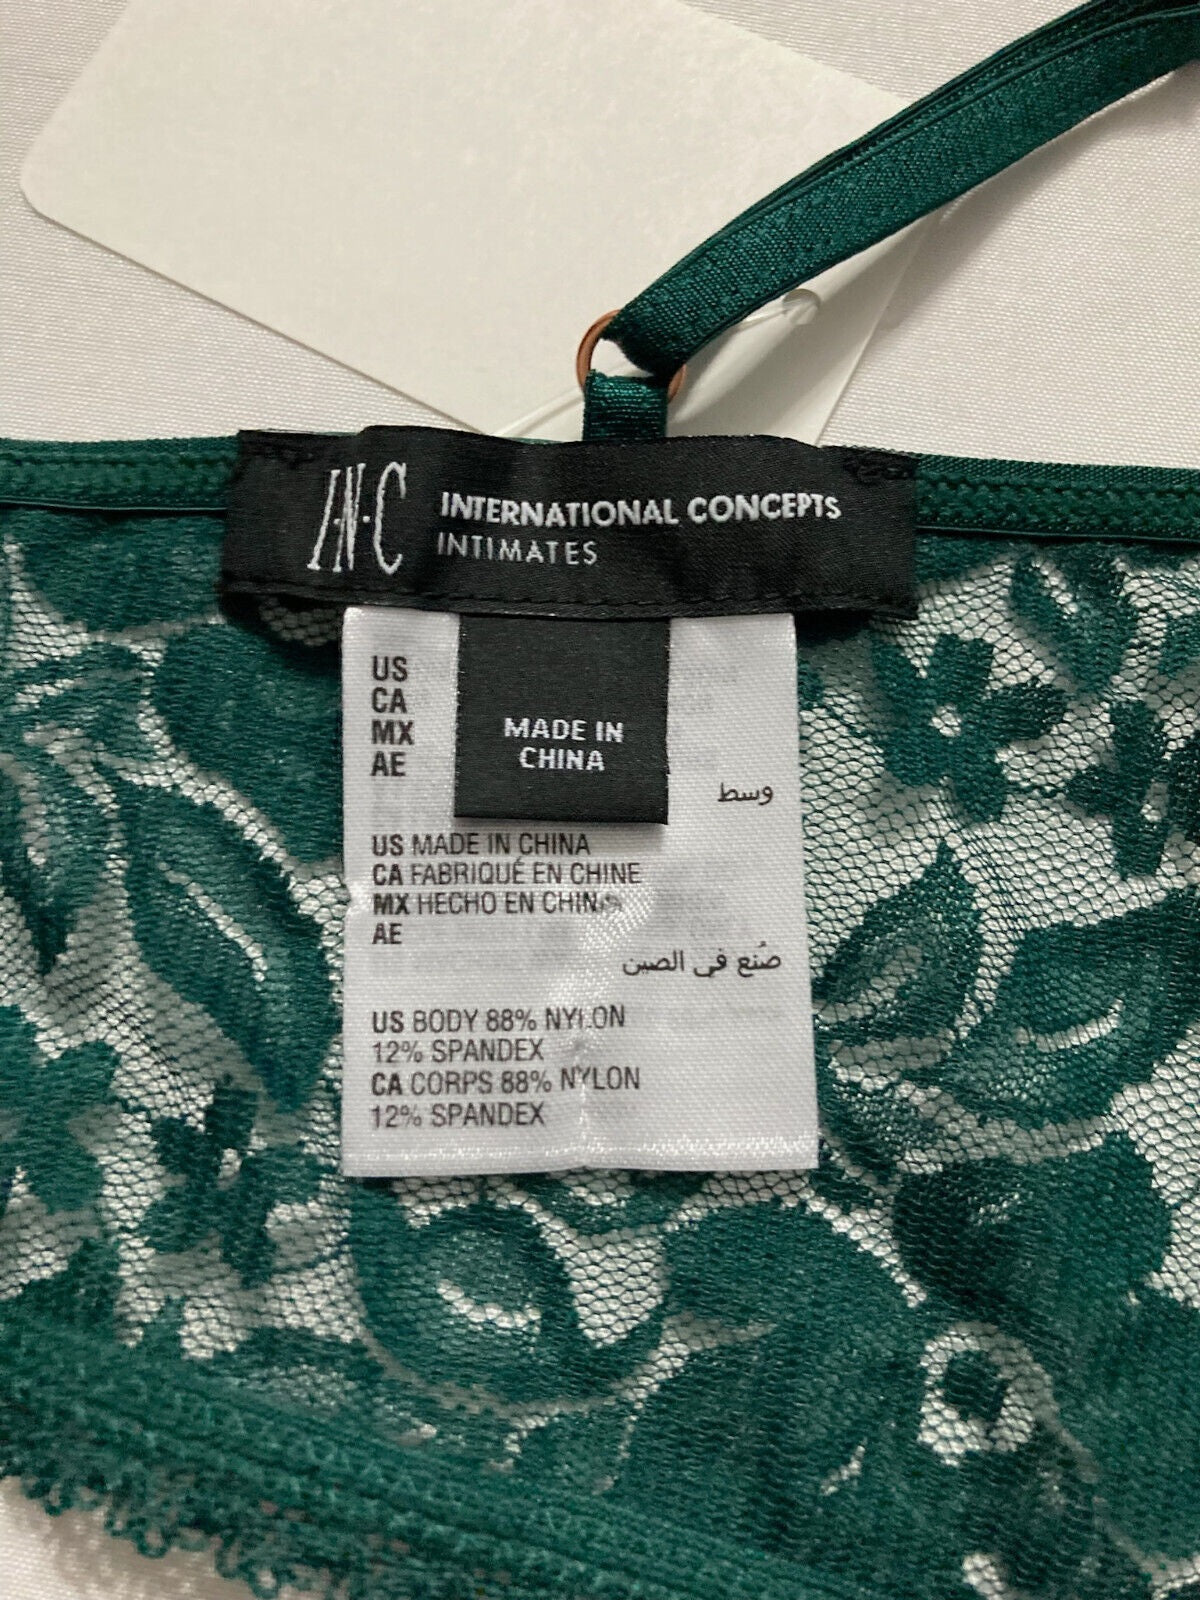 I·N·C INTERNATIONAL CONCEPTS
INTIMATES
MADE IN
CHINA
US
CA
MX
AE
وسط
US MADE IN CHINA
CA FABRIQUÉ EN CHINE
MX HECHO EN CHINA
AE
صُنع في الصين
US BODY 88% NYLON
12% SPANDEX
CA CORPS 88% NYLON
12% SPANDEX